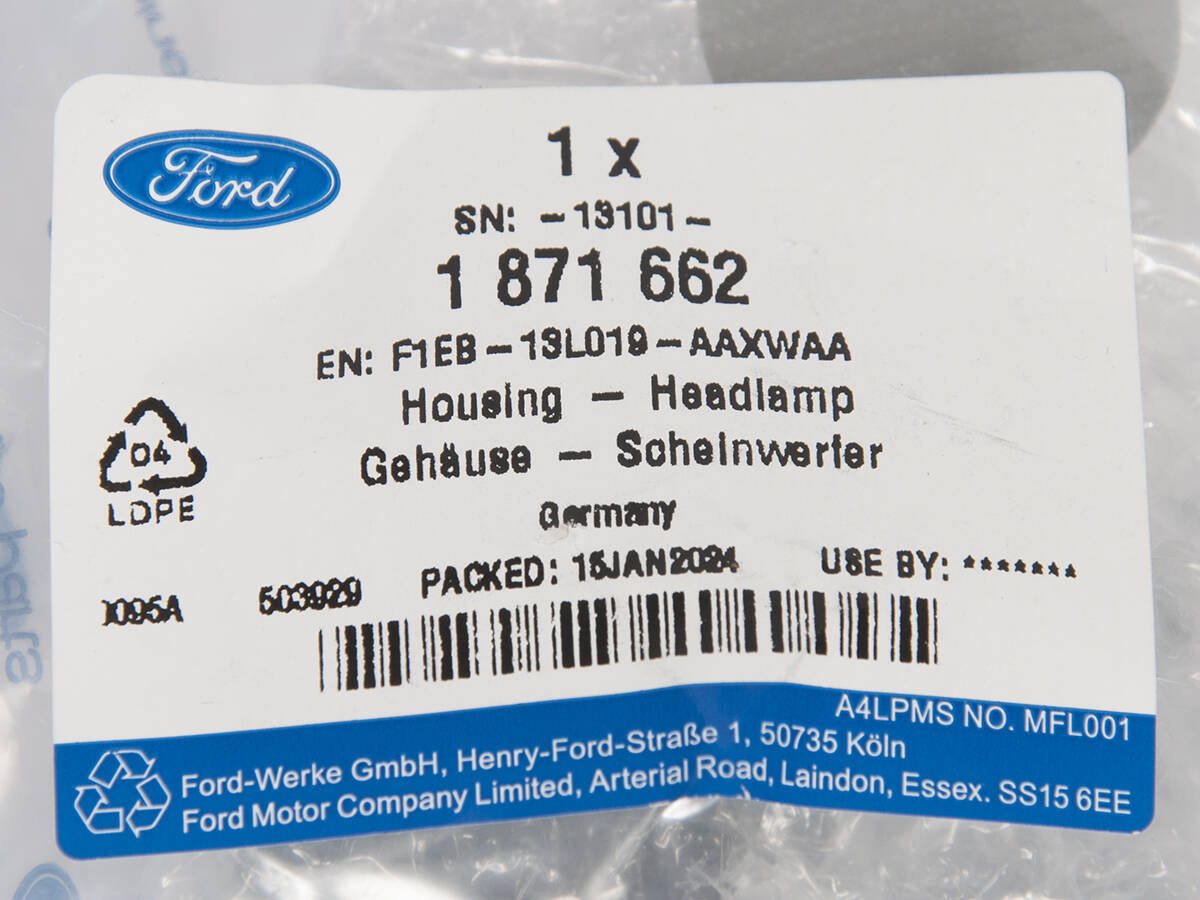 Ford
1 x
SN: -13101-
1 871 662
EN: F1EB-13L019-AAXWAA
Housing - Headlamp
Gehäuse - Scheinwerfer
Germany
04
LDPE
PACKED: 15JAN2024 USE BY: *******
095A 503929
A4LPMS NO. MFL001
Ford-Werke GmbH, Henry-Ford-Straße 1, 50735 Köln
Ford Motor Company Limited, Arterial Road, Laindon, Essex. SS15 6EE